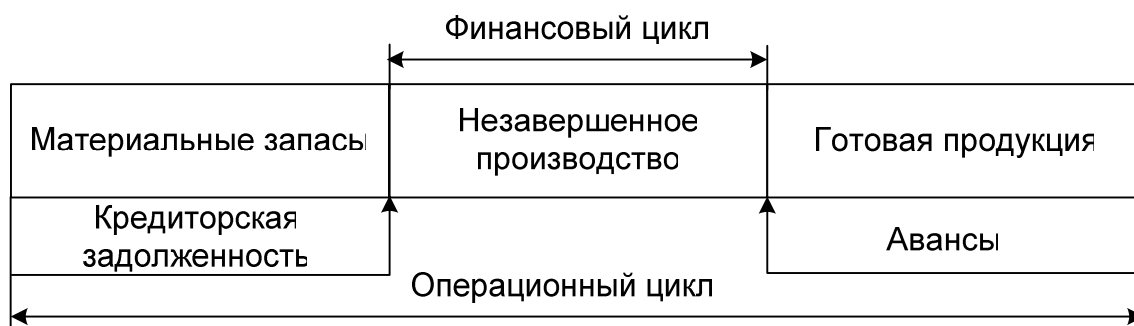 Финансовый цикл
Материальные запасы
Незавершенное
производство
Готовая продукция
Кредиторская
задолженность
Авансы
Операционный цикл